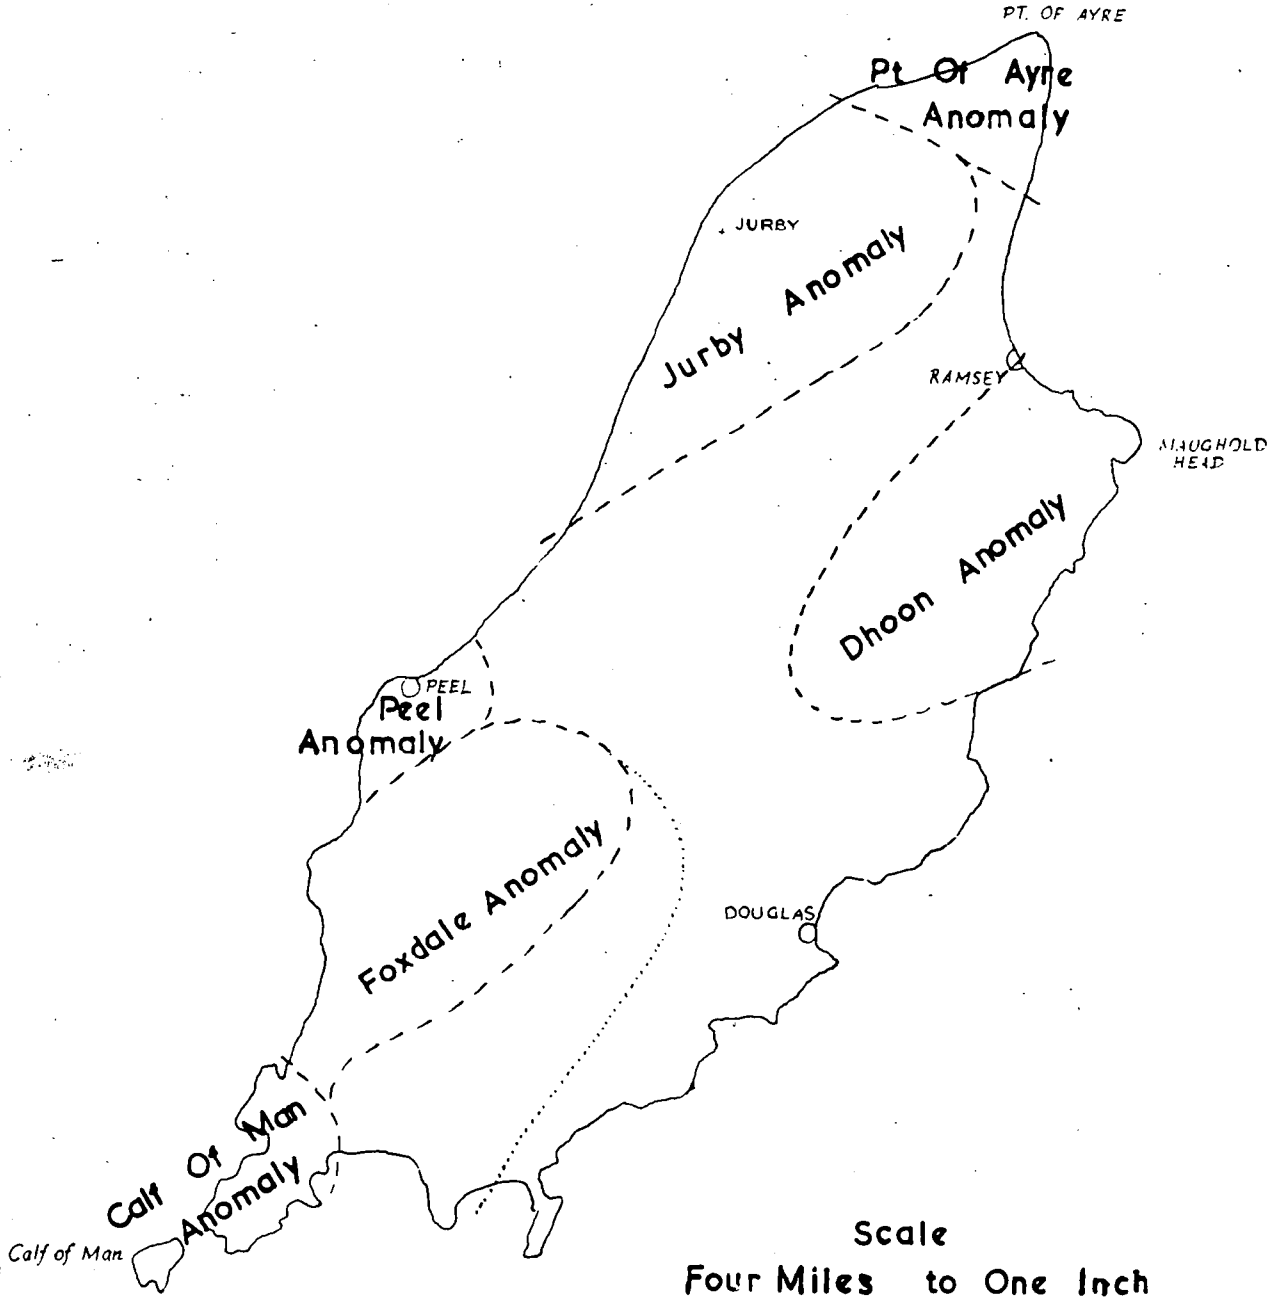 PT. OF AYRE
Pt Of Ayre
Anomaly
JURBY
Jurby Anomaly
RAMSEY
MAUGHOLD
HEAD
Dhoon Anomaly
PEEL
Peel
Anomaly
Foxdale Anomaly
DOUGLAS
Calf Of Man
Anomaly
Calf of Man
Scale
Four Miles to One Inch